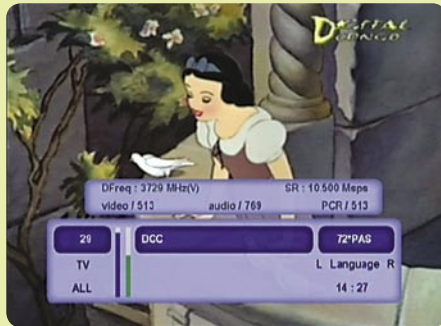 DIGITAL
CONGO
DFreq : 3729 MHz(V) SR : 10.500 Msps
video / 513 audio / 769 PCR / 513
29 DCC 72*PAS
TV L Language R
ALL 14 : 27